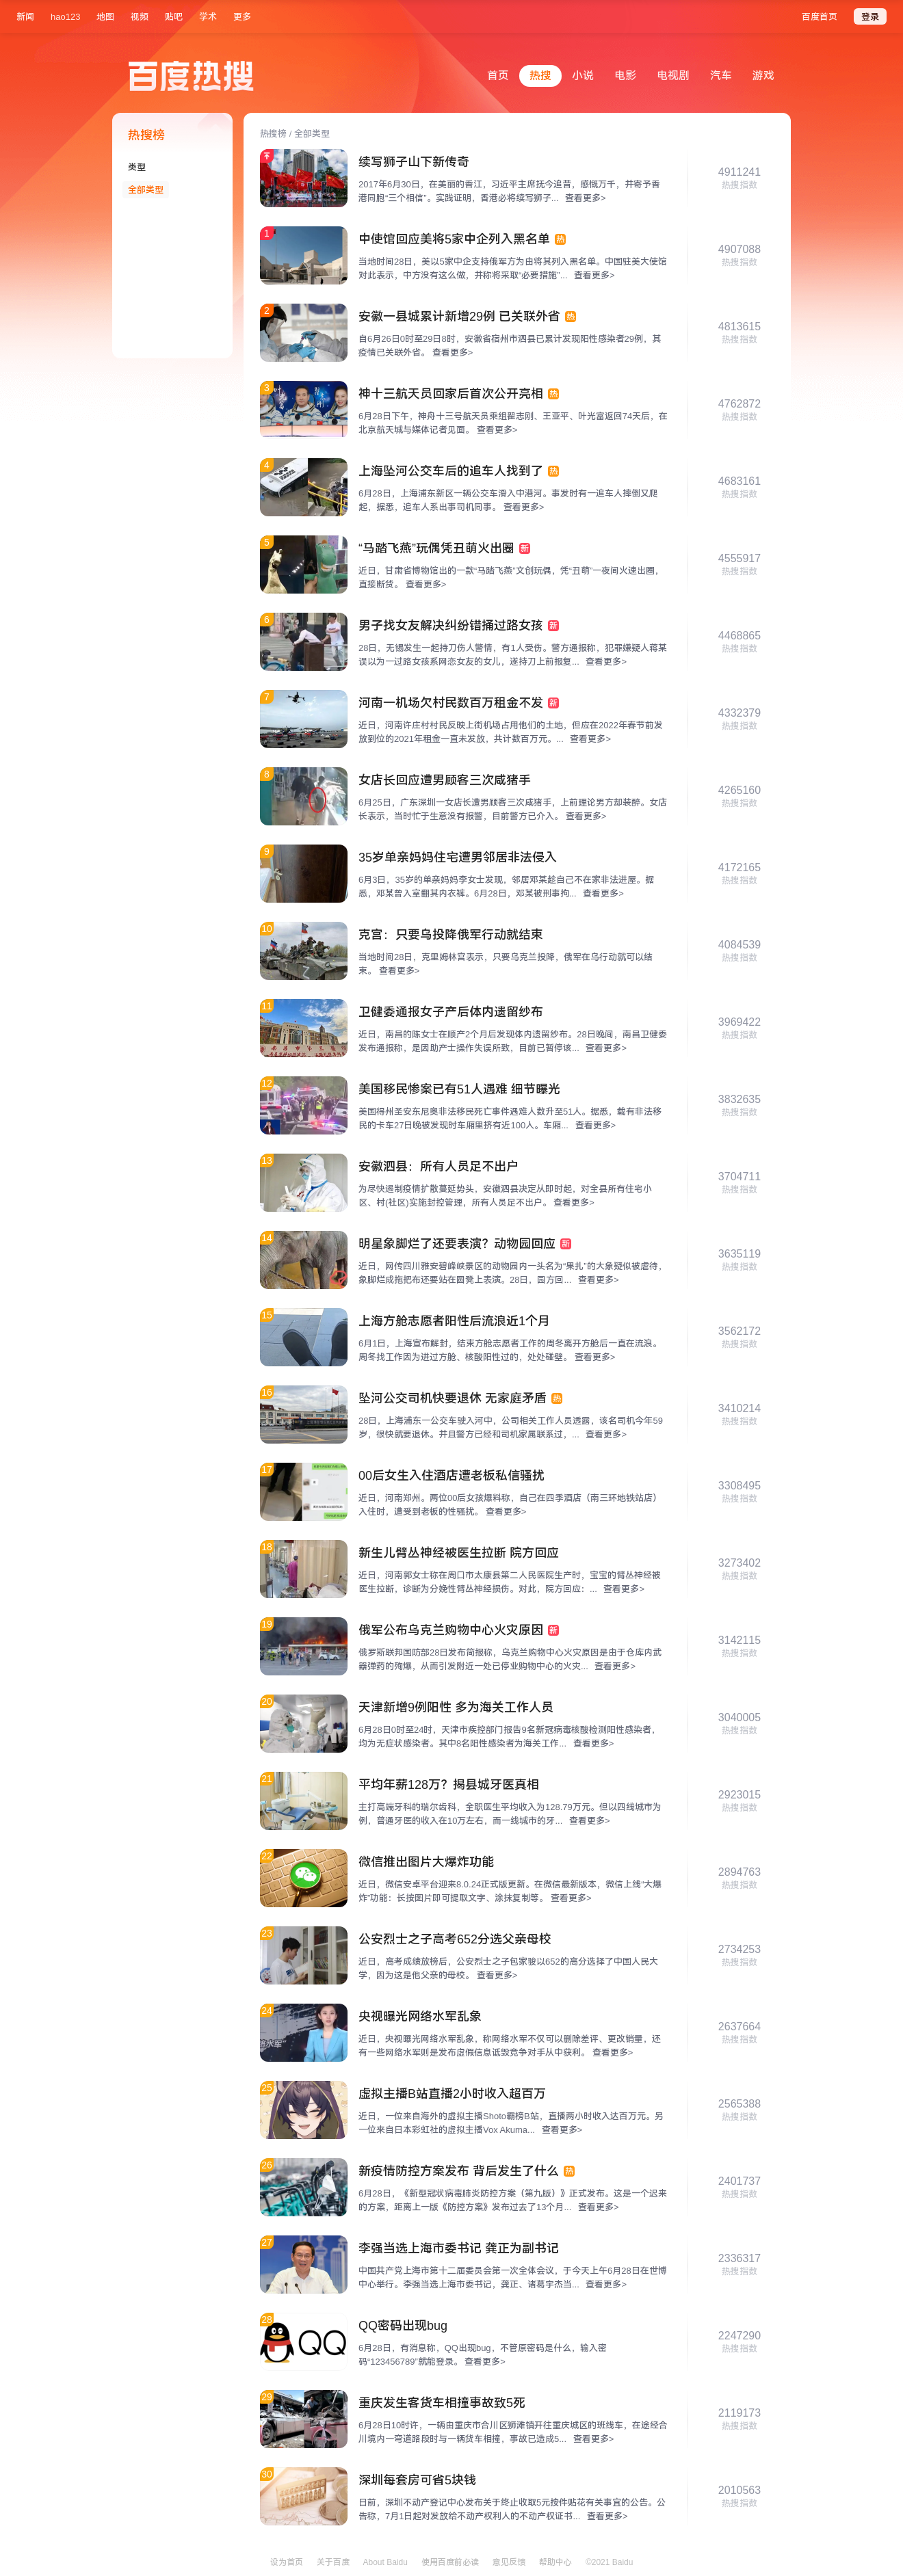 新闻 hao123 地图 视频 贴吧 学术 更多 百度首页 登录
百度热搜
首页 热搜 小说 电影 电视剧 汽车 游戏
热搜榜
类型
全部类型
热搜榜 / 全部类型
续写狮子山下新传奇
2017年6月30日，在美丽的香江，习近平主席抚今追昔，感慨万千，并寄予香
港同胞“三个相信”。实践证明，香港必将续写狮子... 查看更多>
4911241
热搜指数
1
中使馆回应美将5家中企列入黑名单 热
当地时间28日，美以5家中企支持俄军方为由将其列入黑名单。中国驻美大使馆
对此表示，中方没有这么做，并称将采取“必要措施”... 查看更多>
4907088
热搜指数
2
安徽一县城累计新增29例 已关联外省 热
自6月26日0时至29日8时，安徽省宿州市泗县已累计发现阳性感染者29例，其
疫情已关联外省。 查看更多>
4813615
热搜指数
3
神十三航天员回家后首次公开亮相 热
6月28日下午，神舟十三号航天员乘组翟志刚、王亚平、叶光富返回74天后，在
北京航天城与媒体记者见面。 查看更多>
4762872
热搜指数
4
上海坠河公交车后的追车人找到了 热
6月28日，上海浦东新区一辆公交车滑入中港河。事发时有一追车人摔倒又爬
起，据悉，追车人系出事司机同事。 查看更多>
4683161
热搜指数
5
“马踏飞燕”玩偶凭丑萌火出圈 新
近日，甘肃省博物馆出的一款“马踏飞燕”文创玩偶，凭“丑萌”一夜间火速出圈，
直接断货。 查看更多>
4555917
热搜指数
6
男子找女友解决纠纷错捅过路女孩 新
28日，无锡发生一起持刀伤人警情，有1人受伤。警方通报称，犯罪嫌疑人蒋某
误以为一过路女孩系网恋女友的女儿，遂持刀上前报复... 查看更多>
4468865
热搜指数
7
河南一机场欠村民数百万租金不发 新
近日，河南许庄村村民反映上街机场占用他们的土地，但应在2022年春节前发
放到位的2021年租金一直未发放，共计数百万元。... 查看更多>
4332379
热搜指数
8
女店长回应遭男顾客三次咸猪手
6月25日，广东深圳一女店长遭男顾客三次咸猪手，上前理论男方却装醉。女店
长表示，当时忙于生意没有报警，目前警方已介入。 查看更多>
4265160
热搜指数
9
35岁单亲妈妈住宅遭男邻居非法侵入
6月3日，35岁的单亲妈妈李女士发现，邻居邓某趁自己不在家非法进屋。据
悉，邓某曾入室翻其内衣裤。6月28日，邓某被刑事拘... 查看更多>
4172165
热搜指数
10
克宫：只要乌投降俄军行动就结束
当地时间28日，克里姆林宫表示，只要乌克兰投降，俄军在乌行动就可以结
束。 查看更多>
4084539
热搜指数
11
卫健委通报女子产后体内遗留纱布
近日，南昌的陈女士在顺产2个月后发现体内遗留纱布。28日晚间，南昌卫健委
发布通报称，是因助产士操作失误所致，目前已暂停该... 查看更多>
3969422
热搜指数
12
美国移民惨案已有51人遇难 细节曝光
美国得州圣安东尼奥非法移民死亡事件遇难人数升至51人。据悉，载有非法移
民的卡车27日晚被发现时车厢里挤有近100人。车厢... 查看更多>
3832635
热搜指数
13
安徽泗县：所有人员足不出户
为尽快遏制疫情扩散蔓延势头，安徽泗县决定从即时起，对全县所有住宅小
区、村(社区)实施封控管理，所有人员足不出户。 查看更多>
3704711
热搜指数
14
明星象脚烂了还要表演？动物园回应 新
近日，网传四川雅安碧峰峡景区的动物园内一头名为“果扎”的大象疑似被虐待，
象脚烂成拖把布还要站在圆凳上表演。28日，园方回... 查看更多>
3635119
热搜指数
15
上海方舱志愿者阳性后流浪近1个月
6月1日，上海宣布解封，结束方舱志愿者工作的周冬离开方舱后一直在流浪。
周冬找工作因为进过方舱、核酸阳性过的，处处碰壁。 查看更多>
3562172
热搜指数
16
坠河公交司机快要退休 无家庭矛盾 热
28日，上海浦东一公交车驶入河中，公司相关工作人员透露，该名司机今年59
岁，很快就要退休。并且警方已经和司机家属联系过，... 查看更多>
3410214
热搜指数
17
00后女生入住酒店遭老板私信骚扰
近日，河南郑州。两位00后女孩爆料称，自己在四季酒店（南三环地铁站店）
入住时，遭受到老板的性骚扰。 查看更多>
3308495
热搜指数
18
新生儿臂丛神经被医生拉断 院方回应
近日，河南郭女士称在周口市太康县第二人民医院生产时，宝宝的臂丛神经被
医生拉断，诊断为分娩性臂丛神经损伤。对此，院方回应：... 查看更多>
3273402
热搜指数
19
俄军公布乌克兰购物中心火灾原因 新
俄罗斯联邦国防部28日发布简报称，乌克兰购物中心火灾原因是由于仓库内武
器弹药的殉爆，从而引发附近一处已停业购物中心的火灾... 查看更多>
3142115
热搜指数
20
天津新增9例阳性 多为海关工作人员
6月28日0时至24时，天津市疾控部门报告9名新冠病毒核酸检测阳性感染者，
均为无症状感染者。其中8名阳性感染者为海关工作... 查看更多>
3040005
热搜指数
21
平均年薪128万？揭县城牙医真相
主打高端牙科的瑞尔齿科，全职医生平均收入为128.79万元。但以四线城市为
例，普通牙医的收入在10万左右，而一线城市的牙... 查看更多>
2923015
热搜指数
22
微信推出图片大爆炸功能
近日，微信安卓平台迎来8.0.24正式版更新。在微信最新版本，微信上线“大爆
炸”功能：长按图片即可提取文字、涂抹复制等。 查看更多>
2894763
热搜指数
23
公安烈士之子高考652分选父亲母校
近日，高考成绩放榜后，公安烈士之子包家骏以652的高分选择了中国人民大
学，因为这是他父亲的母校。 查看更多>
2734253
热搜指数
24
央视曝光网络水军乱象
近日，央视曝光网络水军乱象，称网络水军不仅可以删除差评、更改销量，还
有一些网络水军则是发布虚假信息诋毁竞争对手从中获利。 查看更多>
2637664
热搜指数
25
虚拟主播B站直播2小时收入超百万
近日，一位来自海外的虚拟主播Shoto霸榜B站，直播两小时收入达百万元。另
一位来自日本彩虹社的虚拟主播Vox Akuma... 查看更多>
2565388
热搜指数
26
新疫情防控方案发布 背后发生了什么 热
6月28日，《新型冠状病毒肺炎防控方案（第九版）》正式发布。这是一个迟来
的方案，距离上一版《防控方案》发布过去了13个月... 查看更多>
2401737
热搜指数
27
李强当选上海市委书记 龚正为副书记
中国共产党上海市第十二届委员会第一次全体会议，于今天上午6月28日在世博
中心举行。李强当选上海市委书记，龚正、诸葛宇杰当... 查看更多>
2336317
热搜指数
28
QQ
QQ密码出现bug
6月28日，有消息称，QQ出现bug，不管原密码是什么，输入密
码“123456789”就能登录。 查看更多>
2247290
热搜指数
29
重庆发生客货车相撞事故致5死
6月28日10时许，一辆由重庆市合川区狮滩镇开往重庆城区的班线车，在途经合
川境内一弯道路段时与一辆货车相撞，事故已造成5... 查看更多>
2119173
热搜指数
30
深圳每套房可省5块钱
日前，深圳不动产登记中心发布关于终止收取5元按件贴花有关事宜的公告。公
告称，7月1日起对发放给不动产权利人的不动产权证书... 查看更多>
2010563
热搜指数
设为首页 关于百度 About Baidu 使用百度前必读 意见反馈 帮助中心 ©2021 Baidu